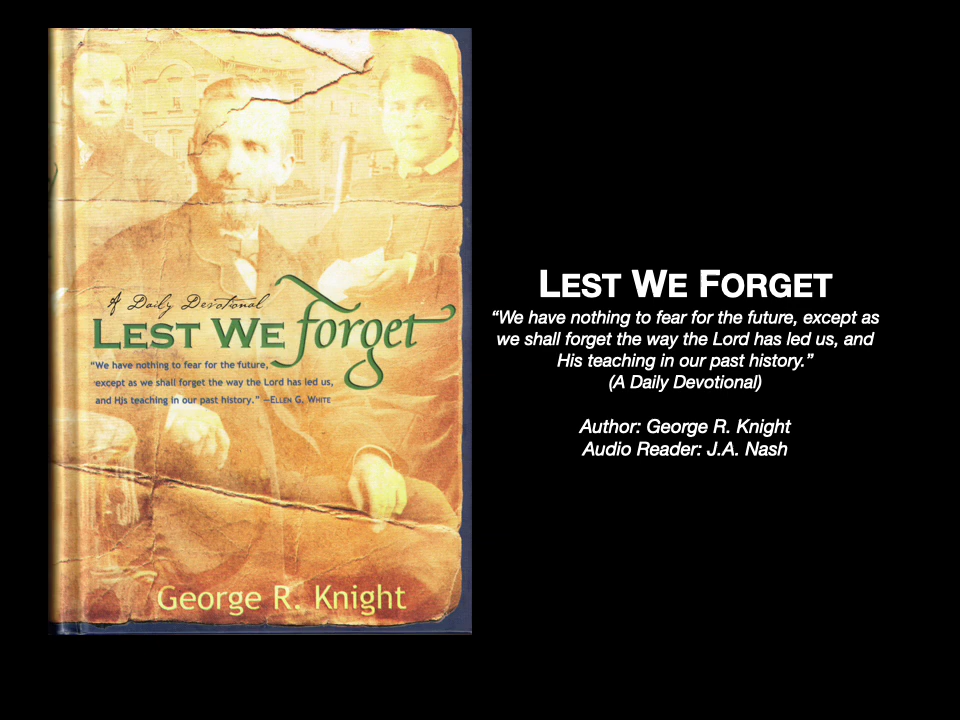 A Daily Devotional
LEST WE forget
“We have nothing to fear for the future,
except as we shall forget the way the Lord has led us,
and His teaching in our past history.” —ELLEN G. WHITE
George R. Knight
LEST WE FORGET
“We have nothing to fear for the future, except as
we shall forget the way the Lord has led us, and
His teaching in our past history.”
(A Daily Devotional)
Author: George R. Knight
Audio Reader: J.A. Nash